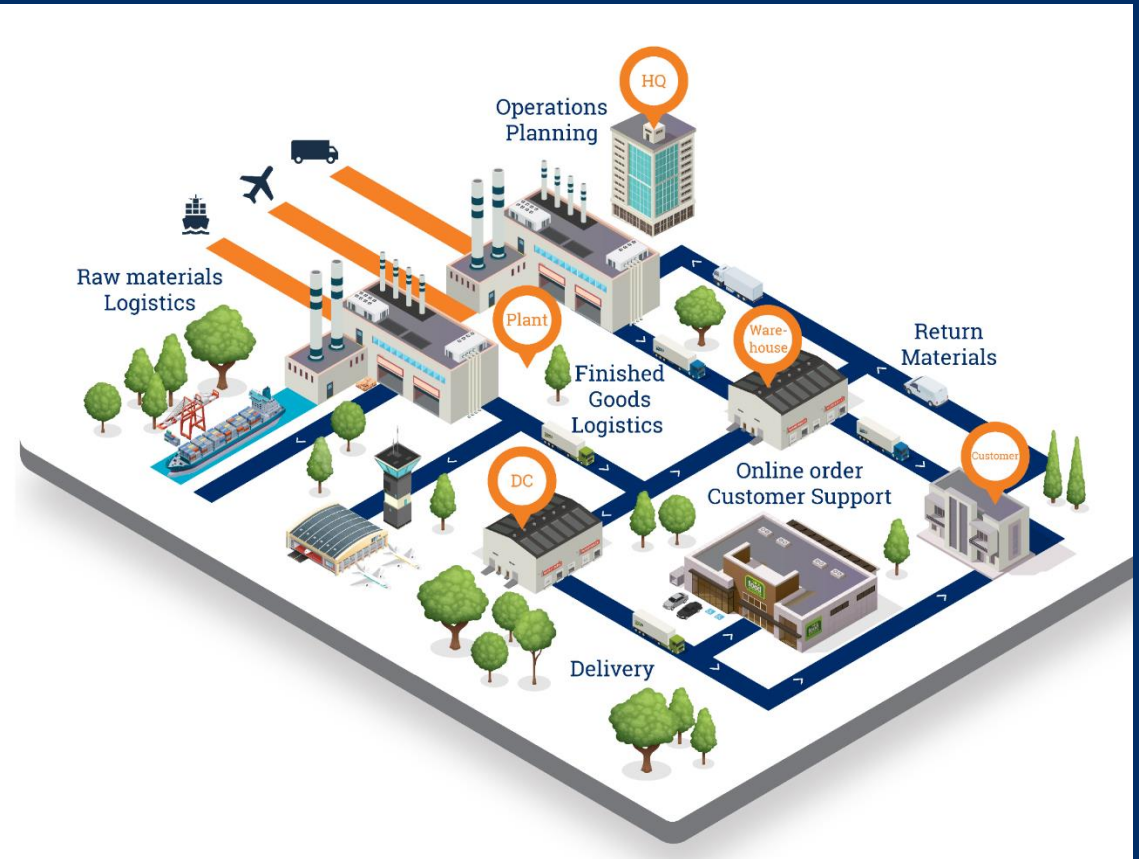 HQ
Operations
Planning
Raw materials
Logistics
Plant
Ware-
house
Return
Materials
Finished
Goods
Logistics
Customer
DC
Online order
Customer Support
food
Delivery